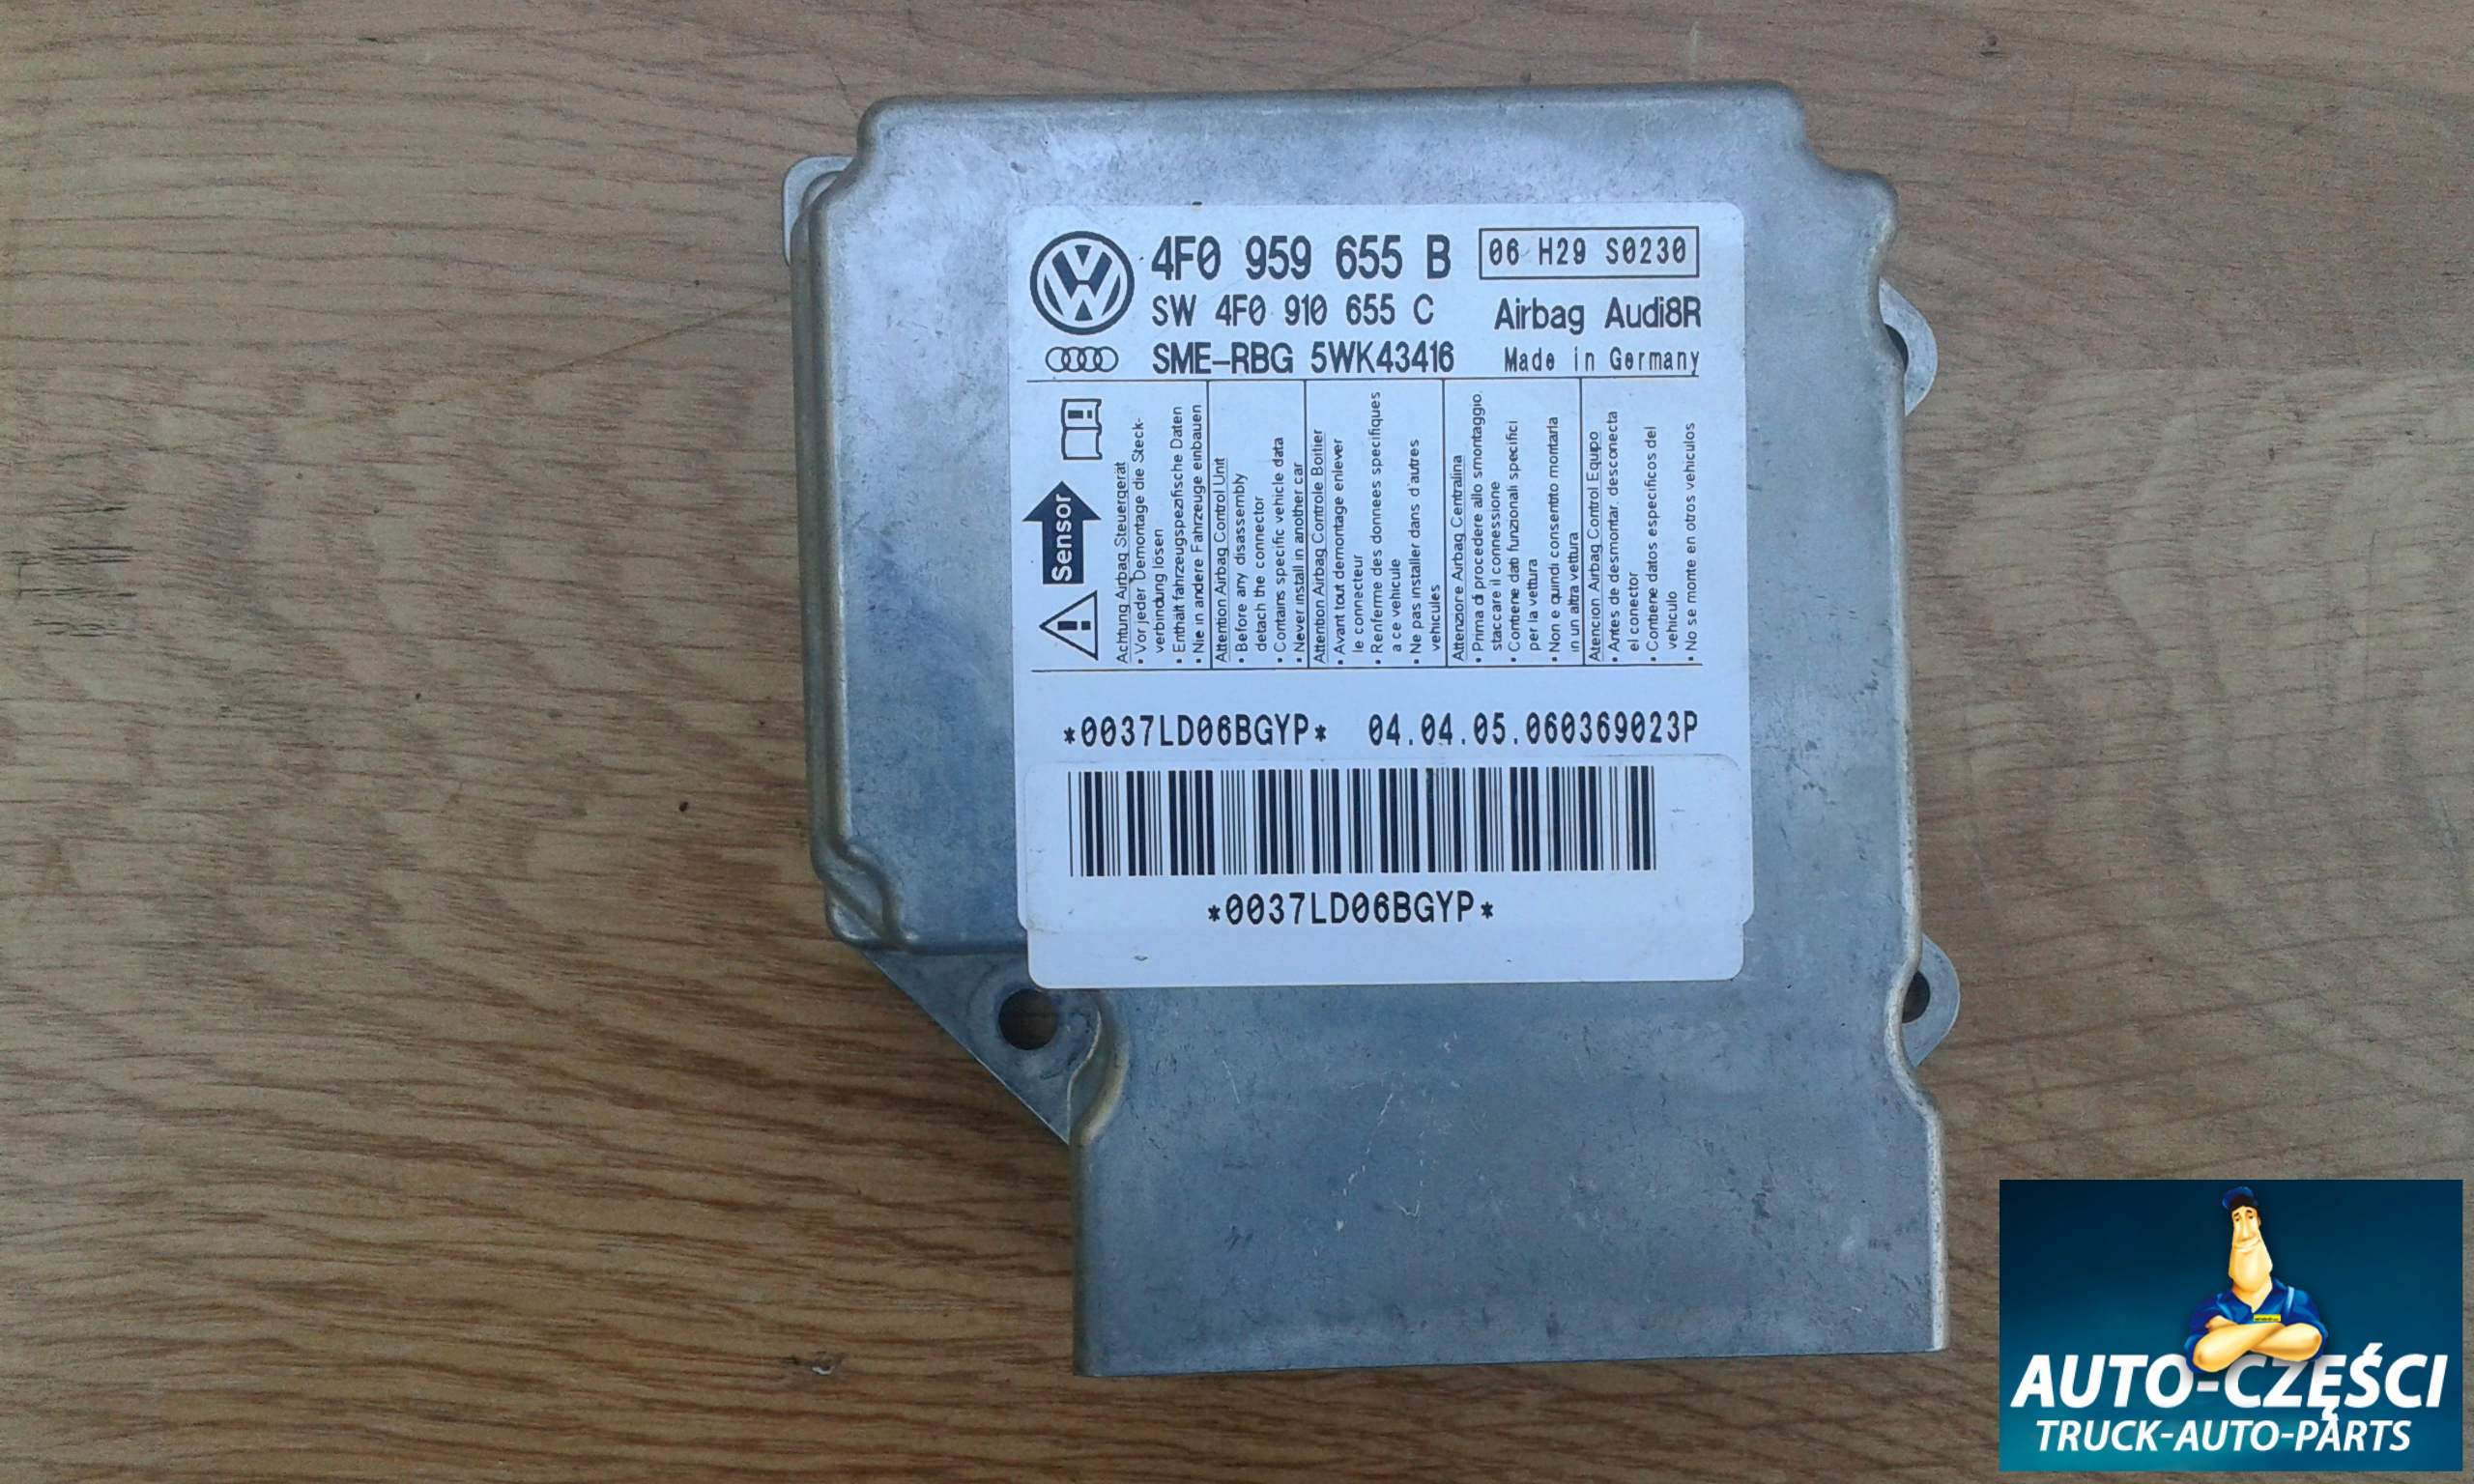 4F0 959 655 B
06 H29 S0230
SW 4F0 910 655 C
Airbag Audi8R
SME-RBG 5WK43416
Made in Germany
Sensor
Achtung Airbag Steuergerät
• Vor jeder Demontage die Steck-
verbindung lösen
• Enthält fahrzeugspezifische Daten
• Nie in andere Fahrzeuge einbauen
Attention Airbag Control Unit
• Before any disassembly
detach the connector
• Contains specific vehicle data
• Never install in another car
Attention Airbag Controle Boitier
• Avant tout demontage enlever
le connecteur
• Renferme des donnees specifiques
a ce vehicule
• Ne pas installer dans d'autres
vehicules
Attenzione Airbag Centralina
• Prima di procedere allo smontaggio,
staccare il connessione
• Contiene dati funzionali specifici
per la vettura
• Non e quindi consentito montarla
in un altra vettura
Atencion Airbag Control Equipo
• Antes de desmontar, desconecta
el conector
• Contiene datos especificos del
vehiculo
• No se monte en otros vehiculos
*0037LD06BGYP* 04.04.05.060369023P
*0037LD06BGYP*
AUTO-CZĘŚCI
TRUCK-AUTO-PARTS